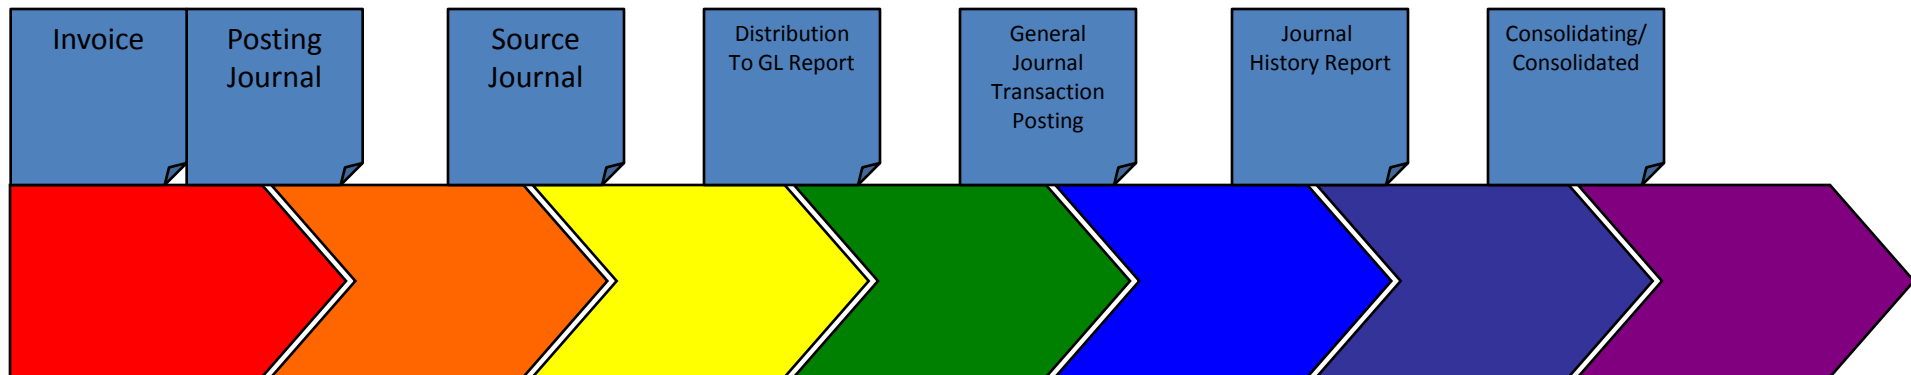 Invoice
Posting
Journal
Source
Journal
Distribution
To GL Report
General
Journal
Transaction
Posting
Journal
History Report
Consolidating/
Consolidated